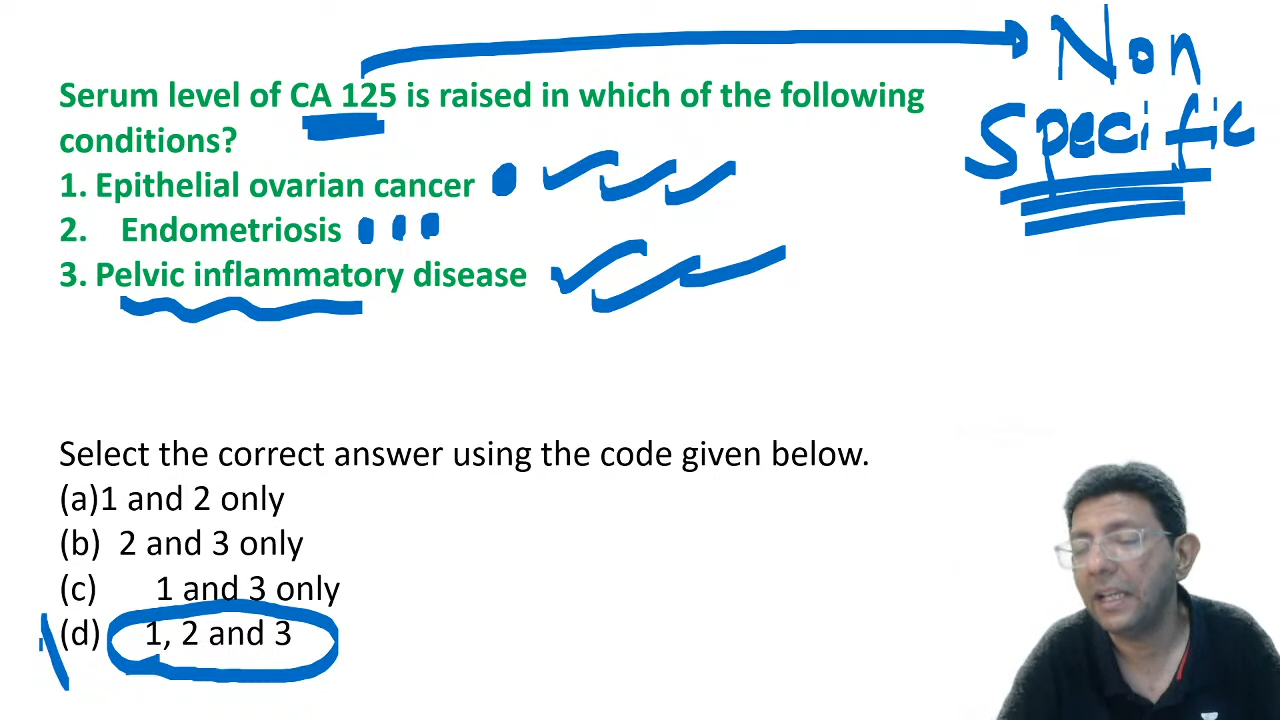 Non
Serum level of CA 125 is raised in which of the following
Specific
conditions?
1. Epithelial ovarian cancer
2. Endometriosis
3. Pelvic inflammatory disease
Select the correct answer using the code given below.
(a)1 and 2 only
(b) 2 and 3 only
(c) 1 and 3 only
(d) 1, 2 and 3